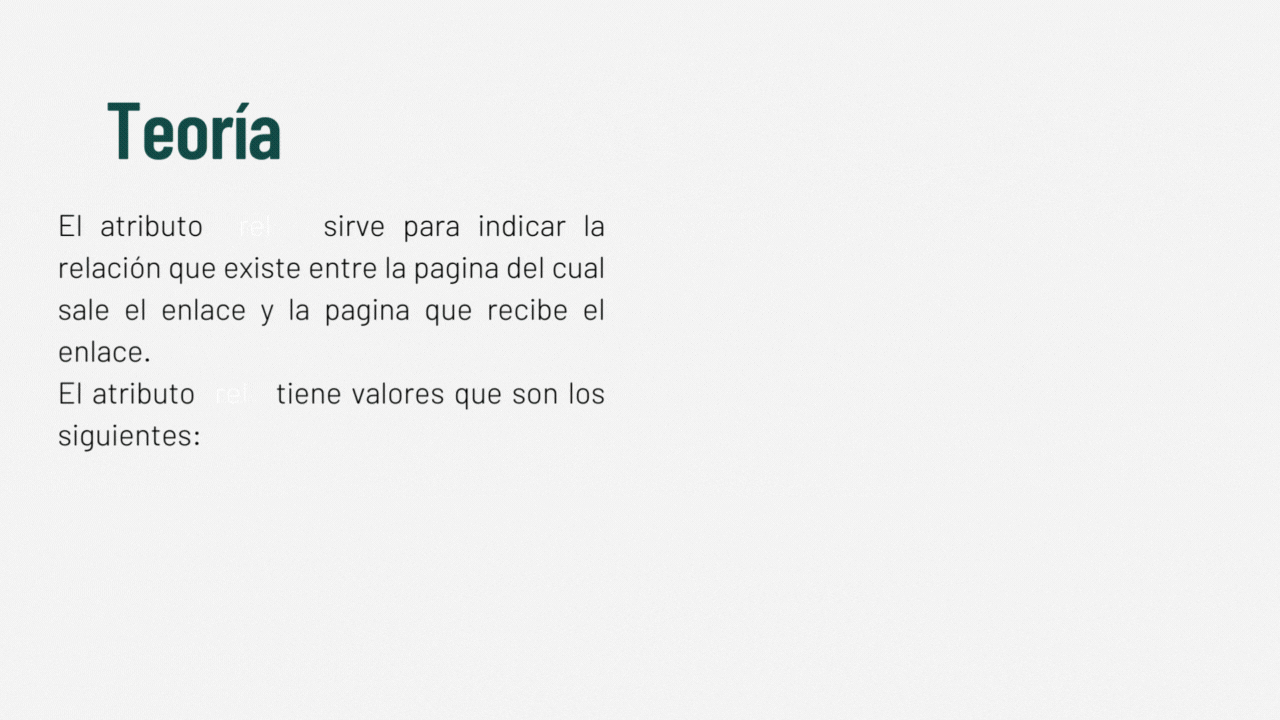 Teoría
El atributo rel sirve para indicar la
relación que existe entre la pagina del cual
sale el enlace y la pagina que recibe el
enlace.
El atributo rel tiene valores que son los
siguientes: